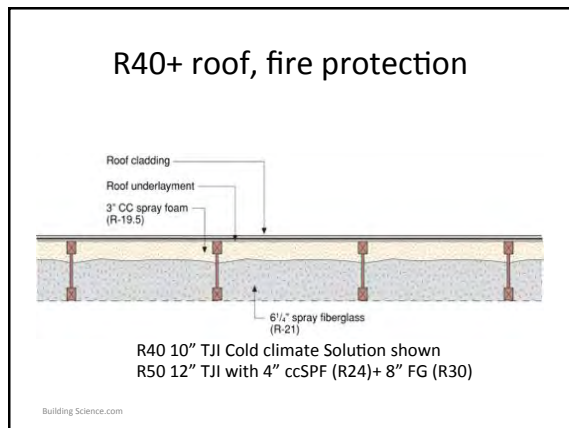 R40+ roof, fire protection
Roof cladding
Roof underlayment
3" CC spray foam
(R-19.5)
6¹/₄" spray fiberglass
(R-21)
R40 10” TJI Cold climate Solution shown
R50 12” TJI with 4” ccSPF (R24)+ 8” FG (R30)
Building Science.com